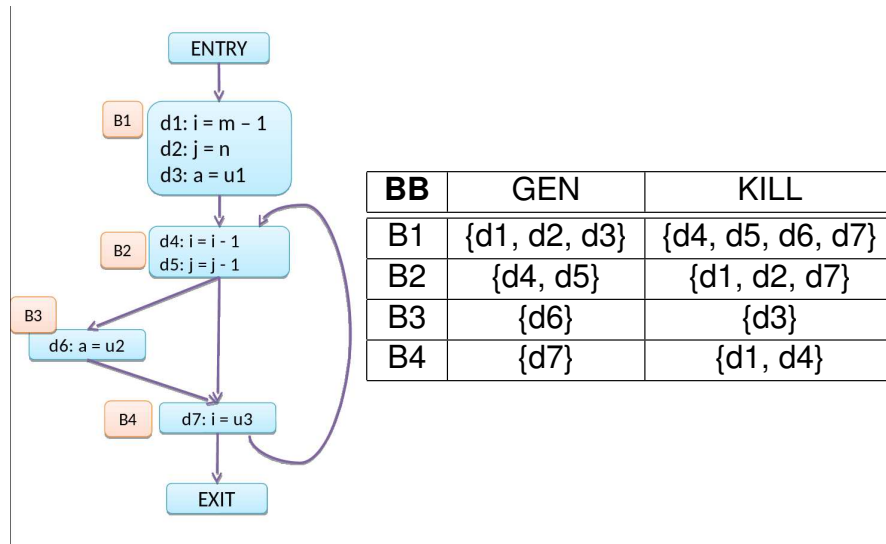 ENTRY
B1
d1: i = m – 1
d2: j = n
d3: a = u1
B2
d4: i = i - 1
d5: j = j - 1
B3
d6: a = u2
B4
d7: i = u3
EXIT
BB GEN KILL
B1 {d1, d2, d3} {d4, d5, d6, d7}
B2 {d4, d5} {d1, d2, d7}
B3 {d6} {d3}
B4 {d7} {d1, d4}